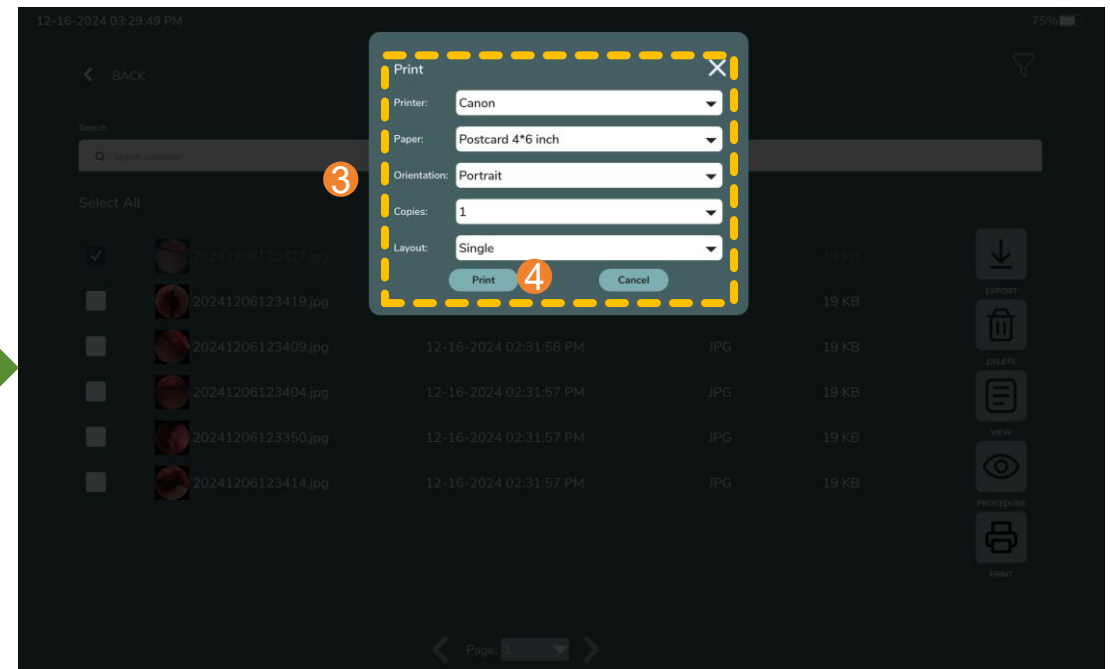 12-16-2024 03:29:49 PM 75%
BACK
Print
Printer: Canon
Search
Paper: Postcard 4*6 inch
Search condition
3
Orientation: Portrait
Select All
Copies: 1
Layout: Single
20241206123427.jpg 19 KB
Print 4 Cancel
EXPORT
20241206123419.jpg 19 KB
20241206123409.jpg 12-16-2024 02:31:58 PM JPG 19 KB
DELETE
20241206123404.jpg 12-16-2024 02:31:57 PM JPG 19 KB
VIEW
20241206123350.jpg 12-16-2024 02:31:57 PM JPG 19 KB
20241206123414.jpg 12-16-2024 02:31:57 PM JPG 19 KB
PROCEDURE
PRINT
Page: 1